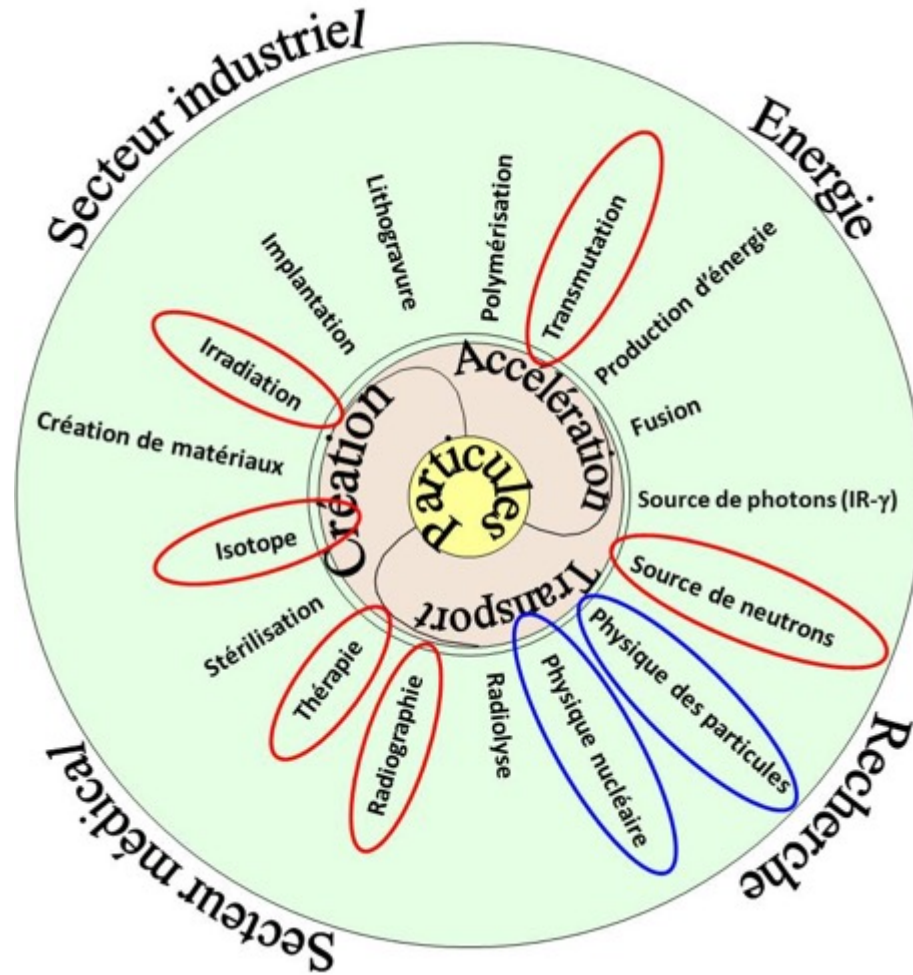 Secteur industriel
Energie
Recherche
Secteur médical
Lithogravure
Polymérisation
Transmutation
Production d'énergie
Fusion
Source de photons (IR-γ)
Source de neutrons
Physique des particules
Physique nucléaire
Radiolyse
Radiographie
Thérapie
Stérilisation
Isotope
Création de matériaux
Irradiation
Implantation
Création
Accelération
Transport
Particules